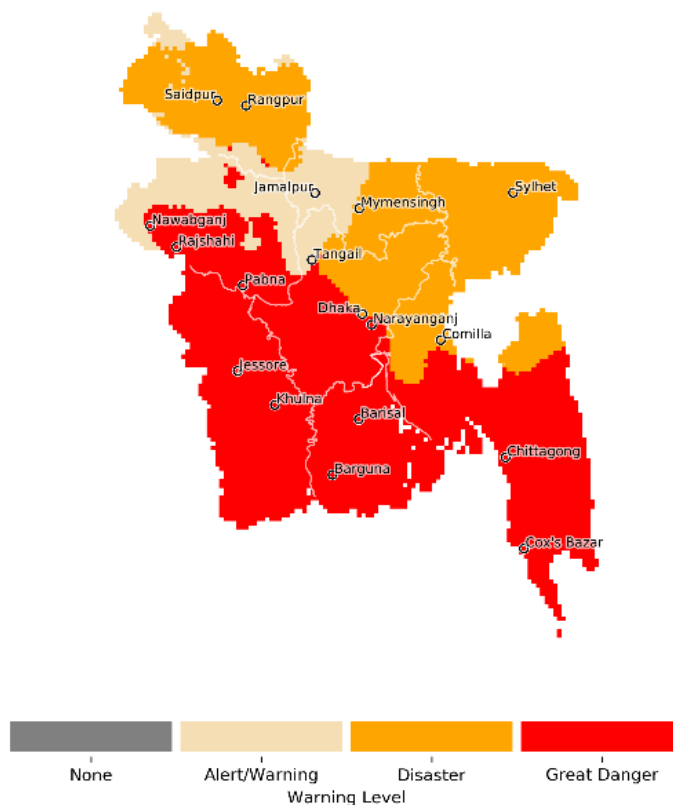 Saidpur
Rangpur
Jamalpur
Sylhet
Mymensingh
Nawabganj
Rajshahi
Tangail
Pabna
Dhaka
Narayanganj
Comilla
Jessore
Khulna
Barisal
Chittagong
Barguna
Cox's Bazar
None
Alert/Warning
Disaster
Great Danger
Warning Level